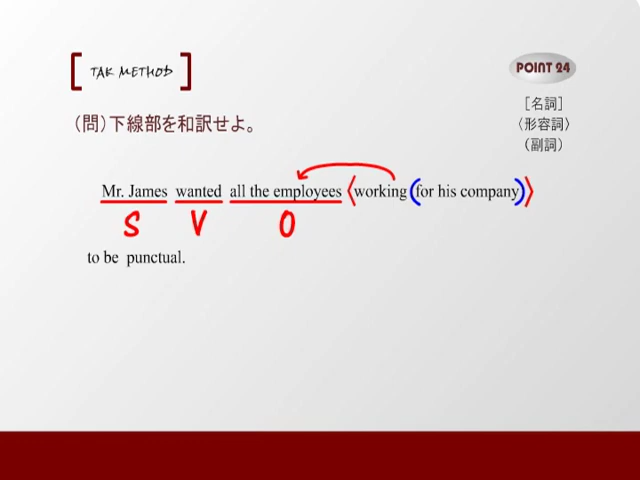 TAK METHOD
POINT 24
［名詞］
〈形容詞〉
（副詞）
（問）下線部を和訳せよ。
Mr. James wanted all the employees 〈working (for his company)〉
S V O
to be punctual.